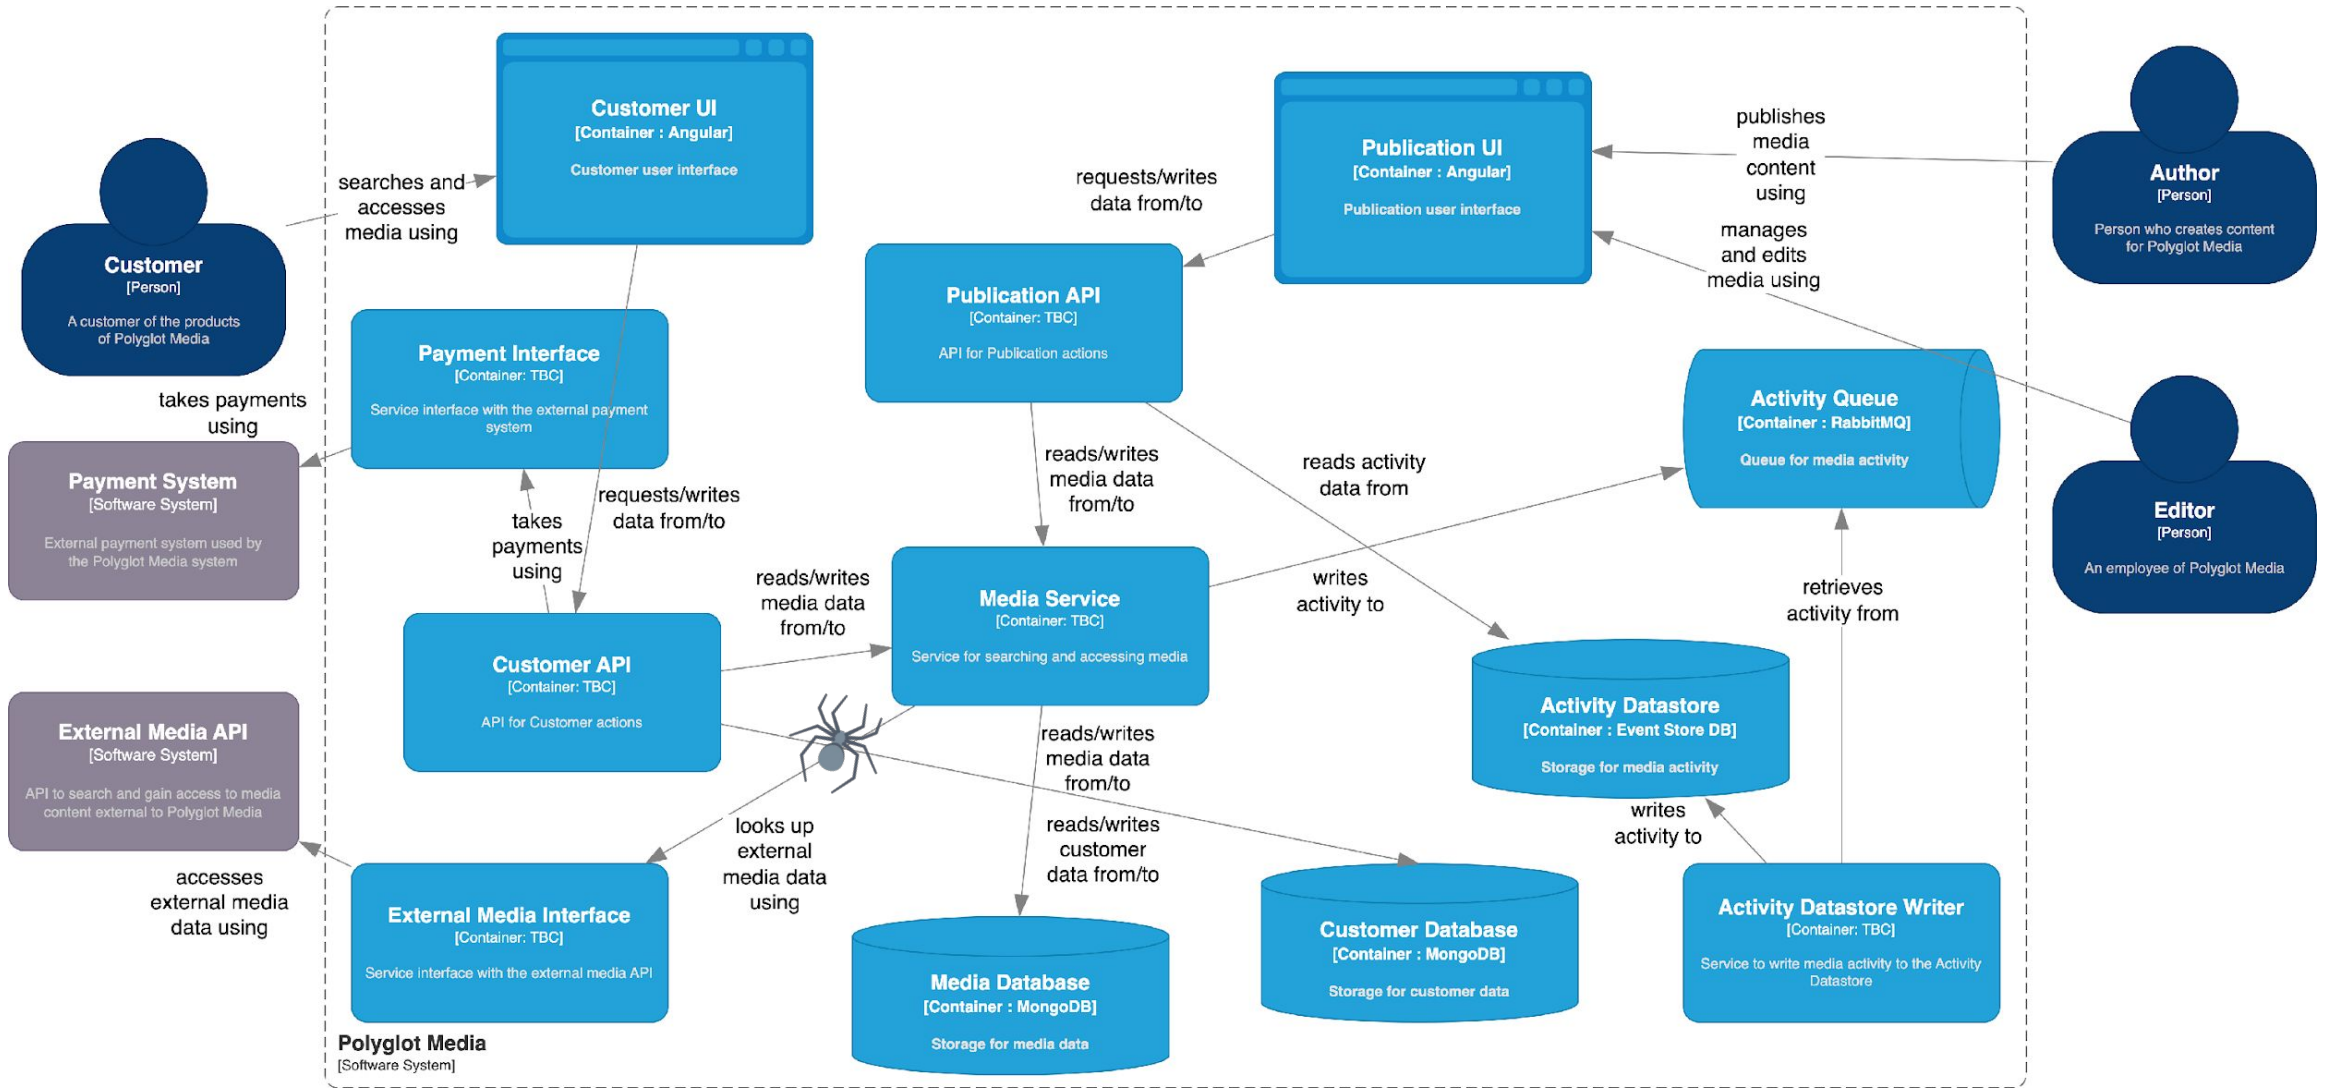 Customer UI
[Container : Angular]
Customer user interface
Publication UI
[Container : Angular]
Publication user interface
publishes
media
content
using
Author
[Person]
Person who creates content
for Polyglot Media
searches and
accesses
media using
requests/writes
data from/to
manages
and edits
media using
Customer
[Person]
A customer of the products
of Polyglot Media
Publication API
[Container: TBC]
API for Publication actions
Payment Interface
[Container: TBC]
Service interface with the external payment
system
Activity Queue
[Container : RabbitMQ]
Queue for media activity
takes payments
using
Payment System
[Software System]
External payment system used by
the Polyglot Media system
requests/writes
data from/to
takes
payments
using
reads/writes
media data
from/to
reads activity
data from
Editor
[Person]
An employee of Polyglot Media
reads/writes
media data
from/to
Media Service
[Container: TBC]
Service for searching and accessing media
writes
activity to
retrieves
activity from
Customer API
[Container: TBC]
API for Customer actions
External Media API
[Software System]
API to search and gain access to media
content external to Polyglot Media
reads/writes
media data
from/to
Activity Datastore
[Container : Event Store DB]
Storage for media activity
looks up
external
media data
using
reads/writes
customer
data from/to
writes
activity to
accesses
external media
data using
External Media Interface
[Container: TBC]
Service interface with the external media API
Media Database
[Container : MongoDB]
Storage for media data
Customer Database
[Container : MongoDB]
Storage for customer data
Activity Datastore Writer
[Container: TBC]
Service to write media activity to the Activity
Datastore
Polyglot Media
[Software System]